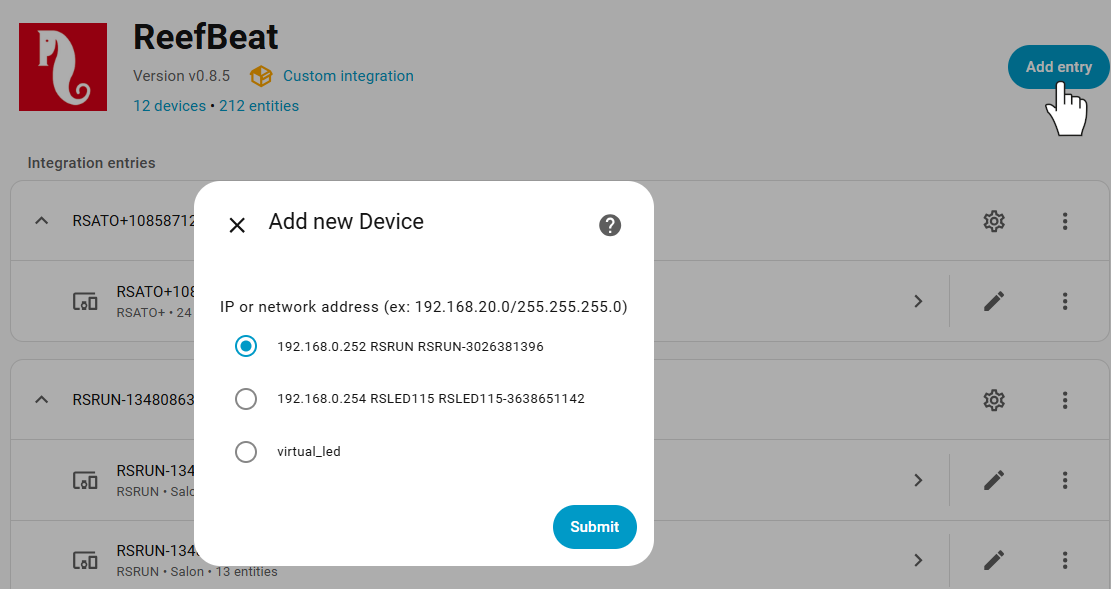 ReefBeat
Version v0.8.5 Custom integration
Add entry
12 devices • 212 entities
Integration entries
Add new Device
RSATO+10858712
RSATO+108
RSATO+ • 24
IP or network address (ex: 192.168.20.0/255.255.255.0)
192.168.0.252 RSRUN RSRUN-3026381396
192.168.0.254 RSLED115 RSLED115-3638651142
virtual_led
Submit
RSRUN-13480863
RSRUN-134
RSRUN • Salo
RSRUN-134
RSRUN • Salon • 13 entities